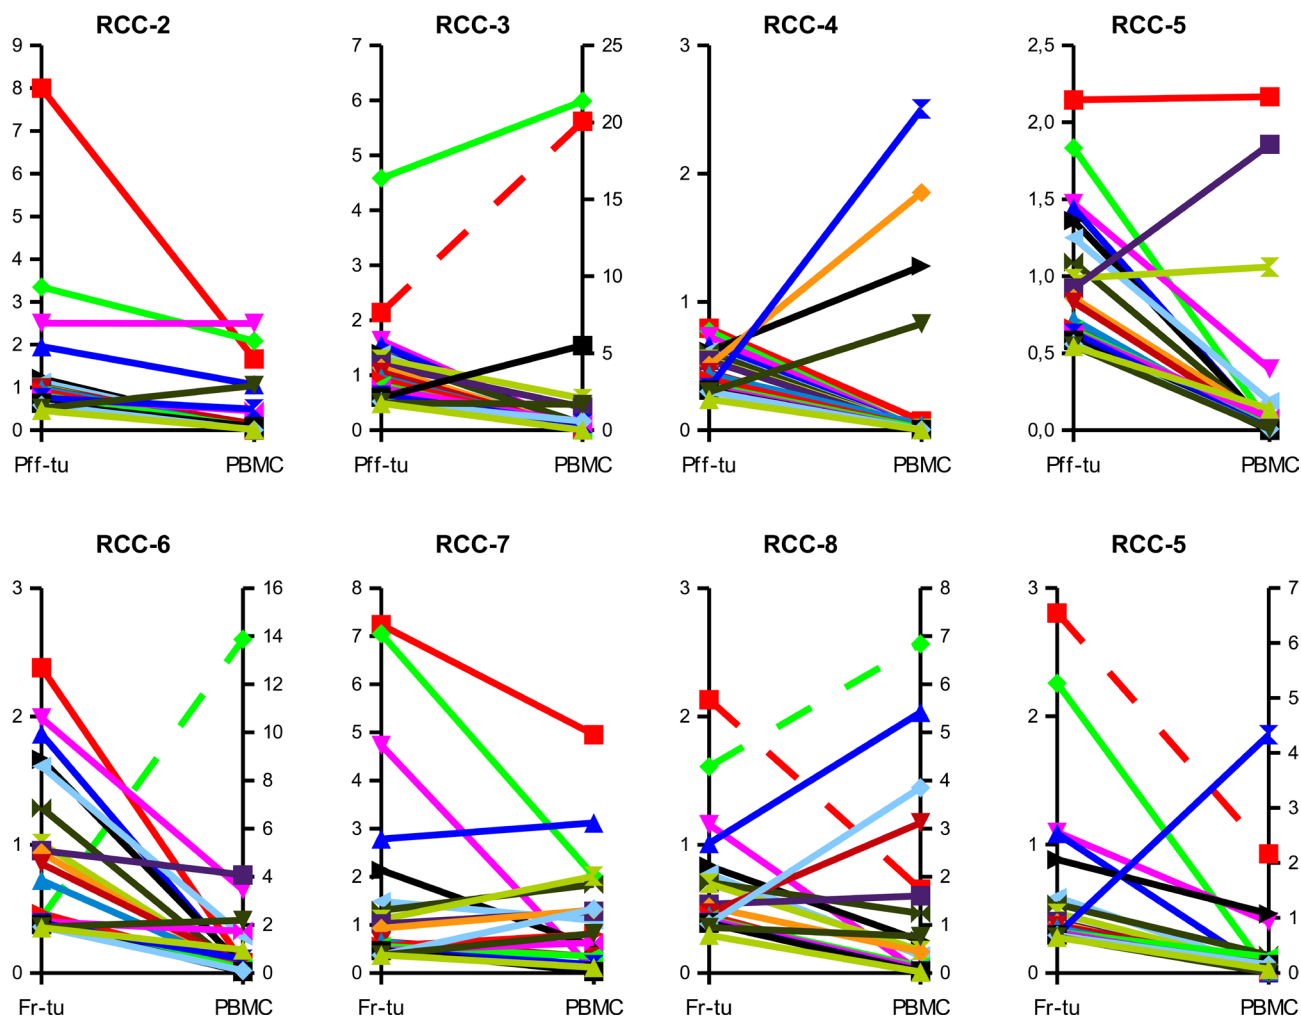 RCC-2 RCC-3 RCC-4 RCC-5
9 7 25 3 2,5
8
6 20 2,0
7
5
6 2 15 1,5
5 4
4 3 10 1,0
3 1
2
2 5 0,5
1 1
0 0 0 0 0,0
Pff-tu PBMC Pff-tu PBMC Pff-tu PBMC Pff-tu PBMC
RCC-6 RCC-7 RCC-8 RCC-5
3 16 8 3 8 3 7
14 7 7 6
12 6 6
2 10 5 2 5 2 5
8 4 4 4
6 3 3 3
1 4 2 1 2 1 2
2 1 1 1
0 0 0 0 0 0 0
Fr-tu PBMC Fr-tu PBMC Fr-tu PBMC Fr-tu PBMC